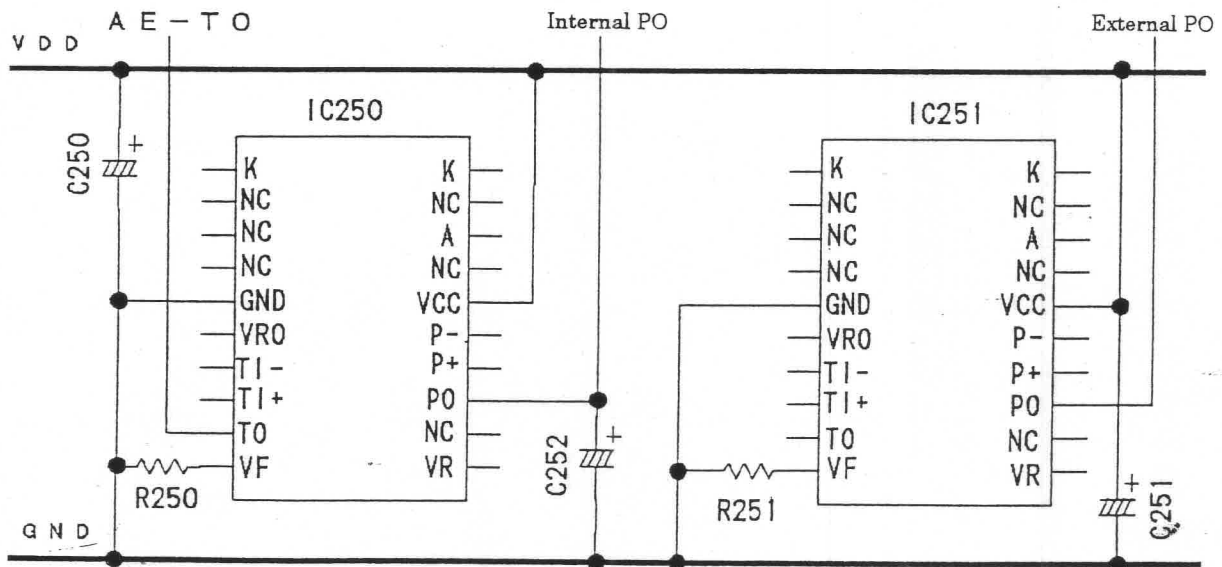 AE-TO
Internal PO
External PO
VDD
IC250
IC251
C250
K
NC
NC
NC
GND
VRO
TI-
TI+
TO
VF
K
NC
A
NC
VCC
P-
P+
PO
NC
VR
R250
C252
K
NC
NC
NC
GND
VRO
TI-
TI+
TO
VF
K
NC
A
NC
VCC
P-
P+
PO
NC
VR
R251
C251
GND